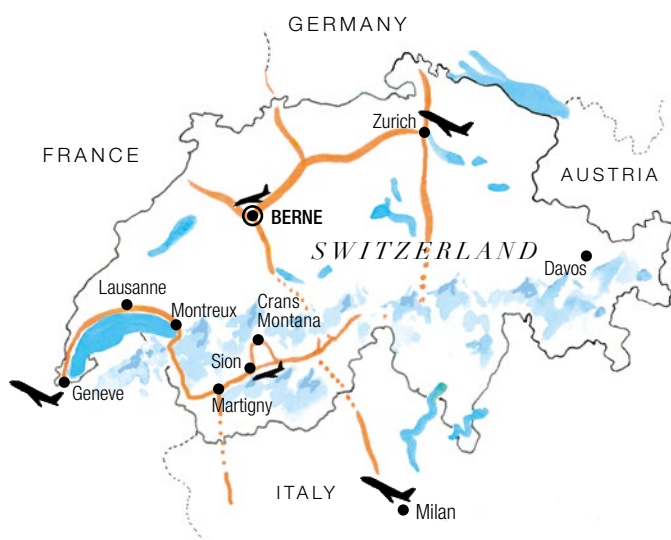 GERMANY
Zurich
FRANCE
AUSTRIA
BERNE
SWITZERLAND
Davos
Lausanne
Montreux
Crans
Montana
Sion
Geneve
Martigny
ITALY
Milan